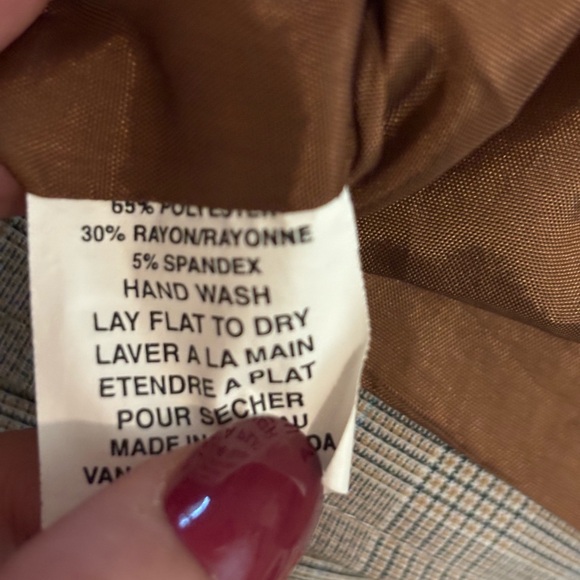 65% POLYESTER
30% RAYON/RAYONNE
5% SPANDEX
HAND WASH
LAY FLAT TO DRY
LAVER A LA MAIN
ETENDRE A PLAT
POUR SECHER
MADE IN
VAN